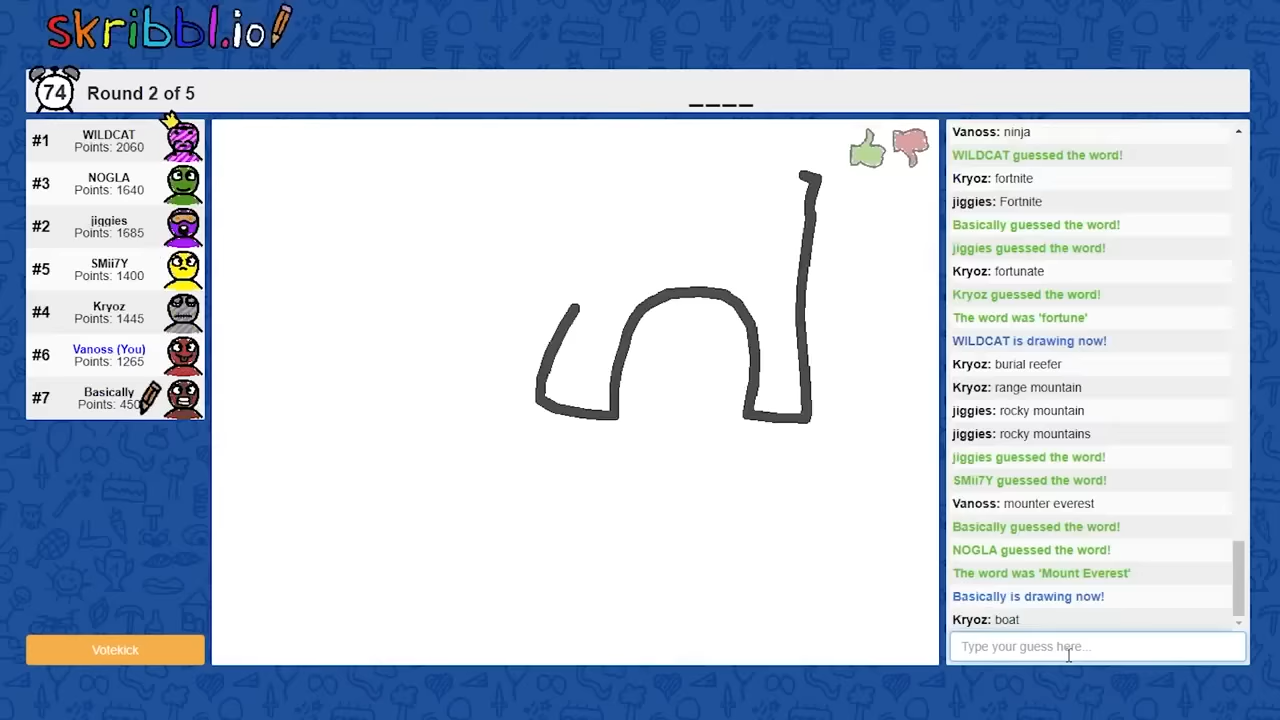 skribbl.io
74 Round 2 of 5
_ _ _ _
#1 WILDCAT
Points: 2060
#3 NOGLA
Points: 1640
#2 jiggies
Points: 1685
#5 SMii7Y
Points: 1400
#4 Kryoz
Points: 1445
#6 Vanoss (You)
Points: 1265
#7 Basically
Points: 450
Votekick
Vanoss: ninja
WILDCAT guessed the word!
Kryoz: fortnite
jiggies: Fortnite
Basically guessed the word!
jiggies guessed the word!
Kryoz: fortunate
Kryoz guessed the word!
The word was 'fortune'
WILDCAT is drawing now!
Kryoz: burial reefer
Kryoz: range mountain
jiggies: rocky mountain
jiggies: rocky mountains
jiggies guessed the word!
SMii7Y guessed the word!
Vanoss: mounter everest
Basically guessed the word!
NOGLA guessed the word!
The word was 'Mount Everest'
Basically is drawing now!
Kryoz: boat
Type your guess here...